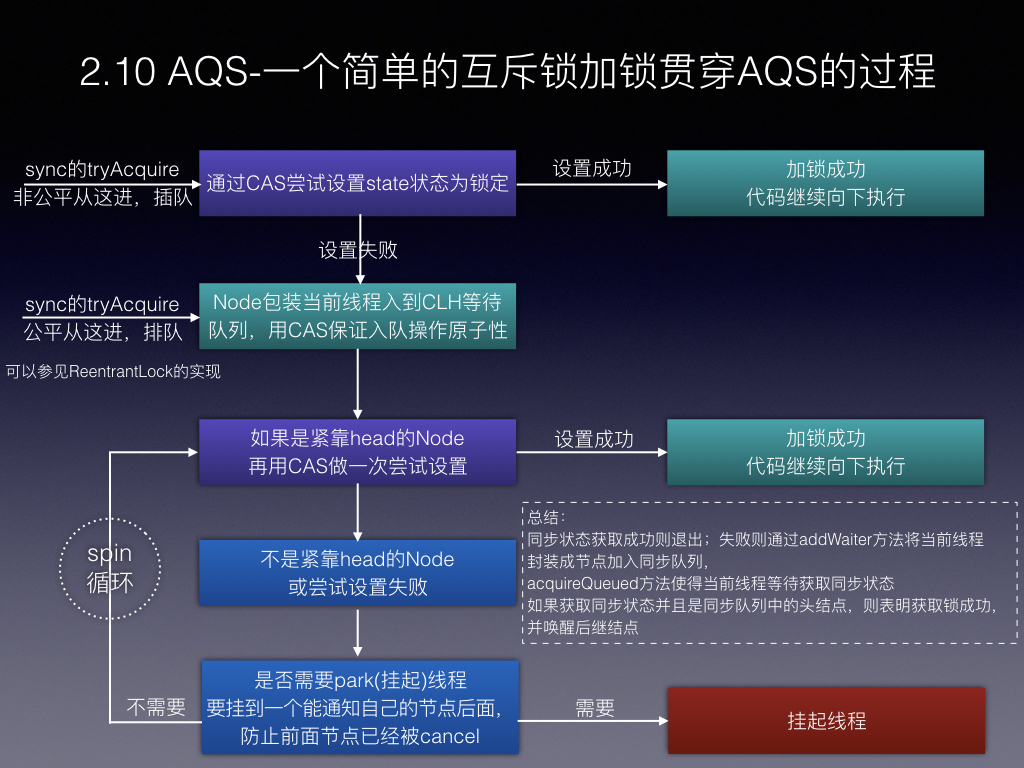 2.10 AQS-一个简单的互斥锁加锁贯穿AQS的过程
sync的tryAcquire
非公平从这进，插队
通过CAS尝试设置state状态为锁定
设置成功
加锁成功
代码继续向下执行
设置失败
sync的tryAcquire
公平从这进，排队
Node包装当前线程入到CLH等待
队列，用CAS保证入队操作原子性
可以参见ReentrantLock的实现
如果是紧靠head的Node
再用CAS做一次尝试设置
设置成功
加锁成功
代码继续向下执行
spin
循环
不是紧靠head的Node
或尝试设置失败
总结：
同步状态获取成功则退出；失败则通过addWaiter方法将当前线程
封装成节点加入同步队列，
acquireQueued方法使得当前线程等待获取同步状态
如果获取同步状态并且是同步队列中的头结点，则表明获取锁成功，
并唤醒后继结点
不需要
是否需要park(挂起)线程
要挂到一个能通知自己的节点后面，
防止前面节点已经被cancel
需要
挂起线程